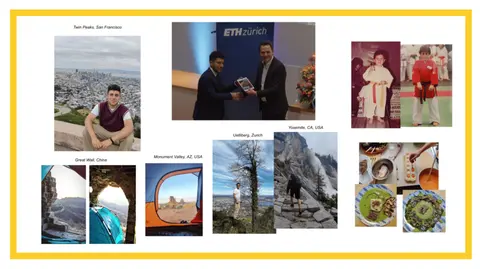 Twin Peaks, San Francisco
ETH zürich
Yosemite, CA, USA
Uetliberg, Zurich
Monument Valley, AZ, USA
Great Wall, China